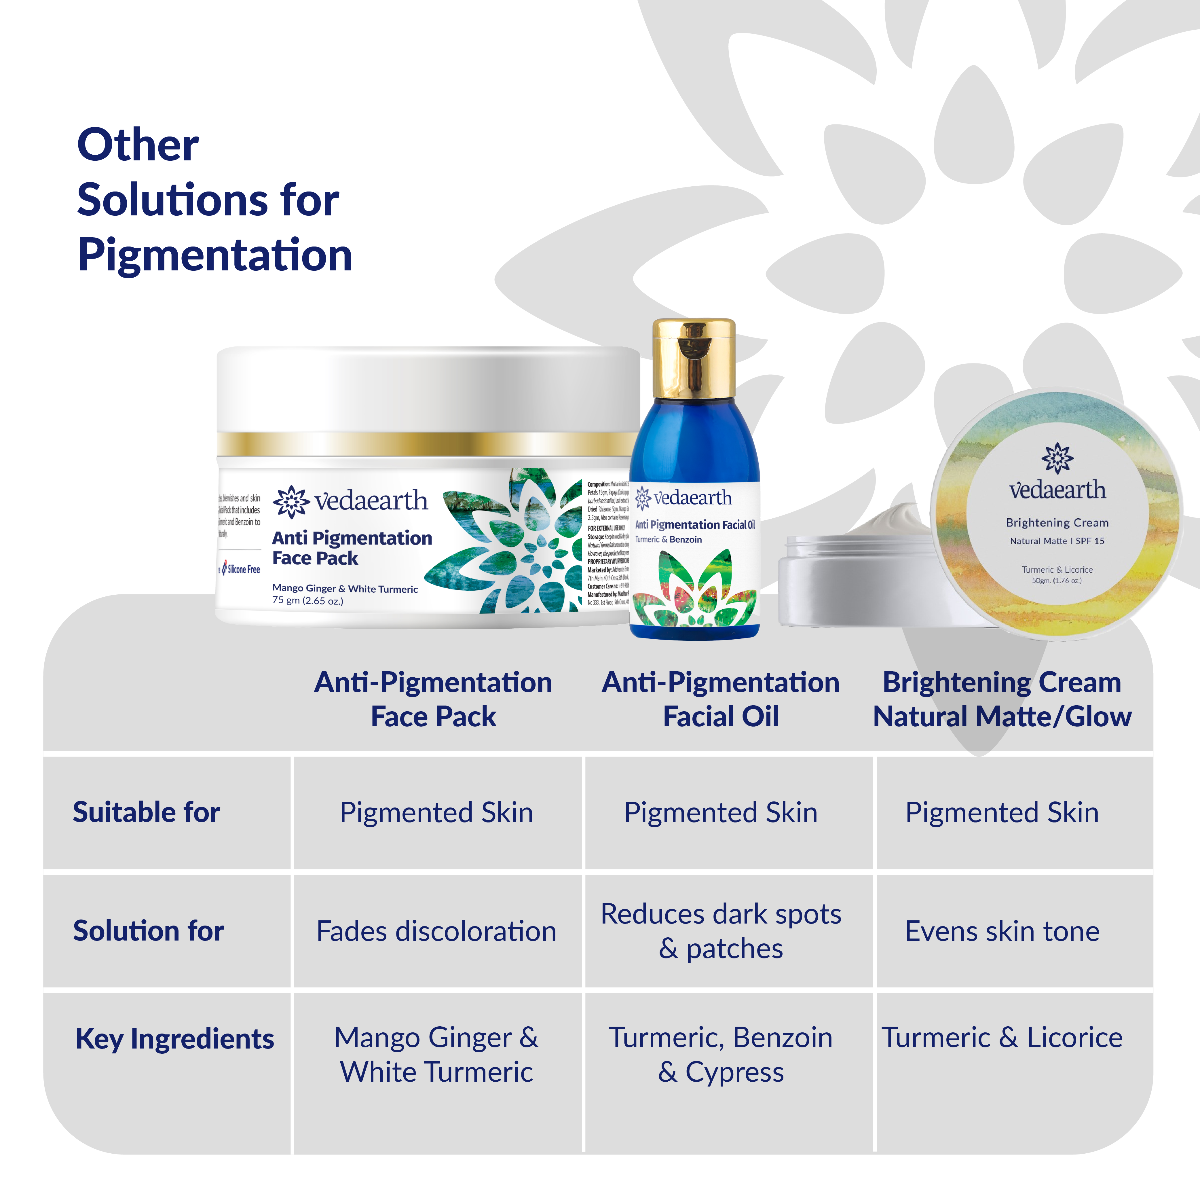 Other
Solutions for
Pigmentation
vedaearth
Anti Pigmentation
Face Pack
Mango Ginger & White Turmeric
75 gm (2.65 oz.)
Silicone Free
vedaearth
Anti Pigmentation Facial Oil
Turmeric & Benzoin
vedaearth
Brightening Cream
Natural Matte I SPF 15
Turmeric & Licorice
50gm. (1.76 oz.)
Anti-Pigmentation
Face Pack
Anti-Pigmentation
Facial Oil
Brightening Cream
Natural Matte/Glow
Suitable for
Pigmented Skin
Pigmented Skin
Pigmented Skin
Solution for
Fades discoloration
Reduces dark spots
& patches
Evens skin tone
Key Ingredients
Mango Ginger &
White Turmeric
Turmeric, Benzoin
& Cypress
Turmeric & Licorice